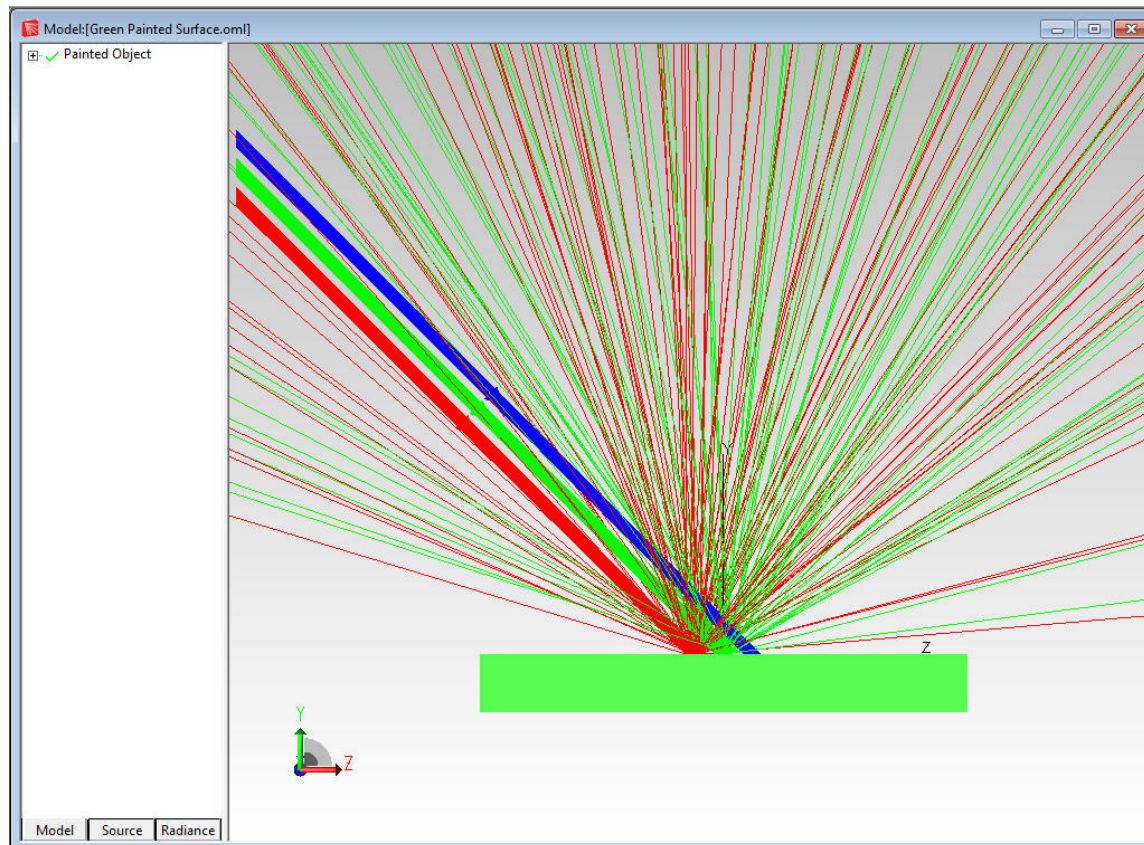 Model:[Green Painted Surface.oml]
Painted Object
Y
Z
Y
Z
Model
Source
Radiance